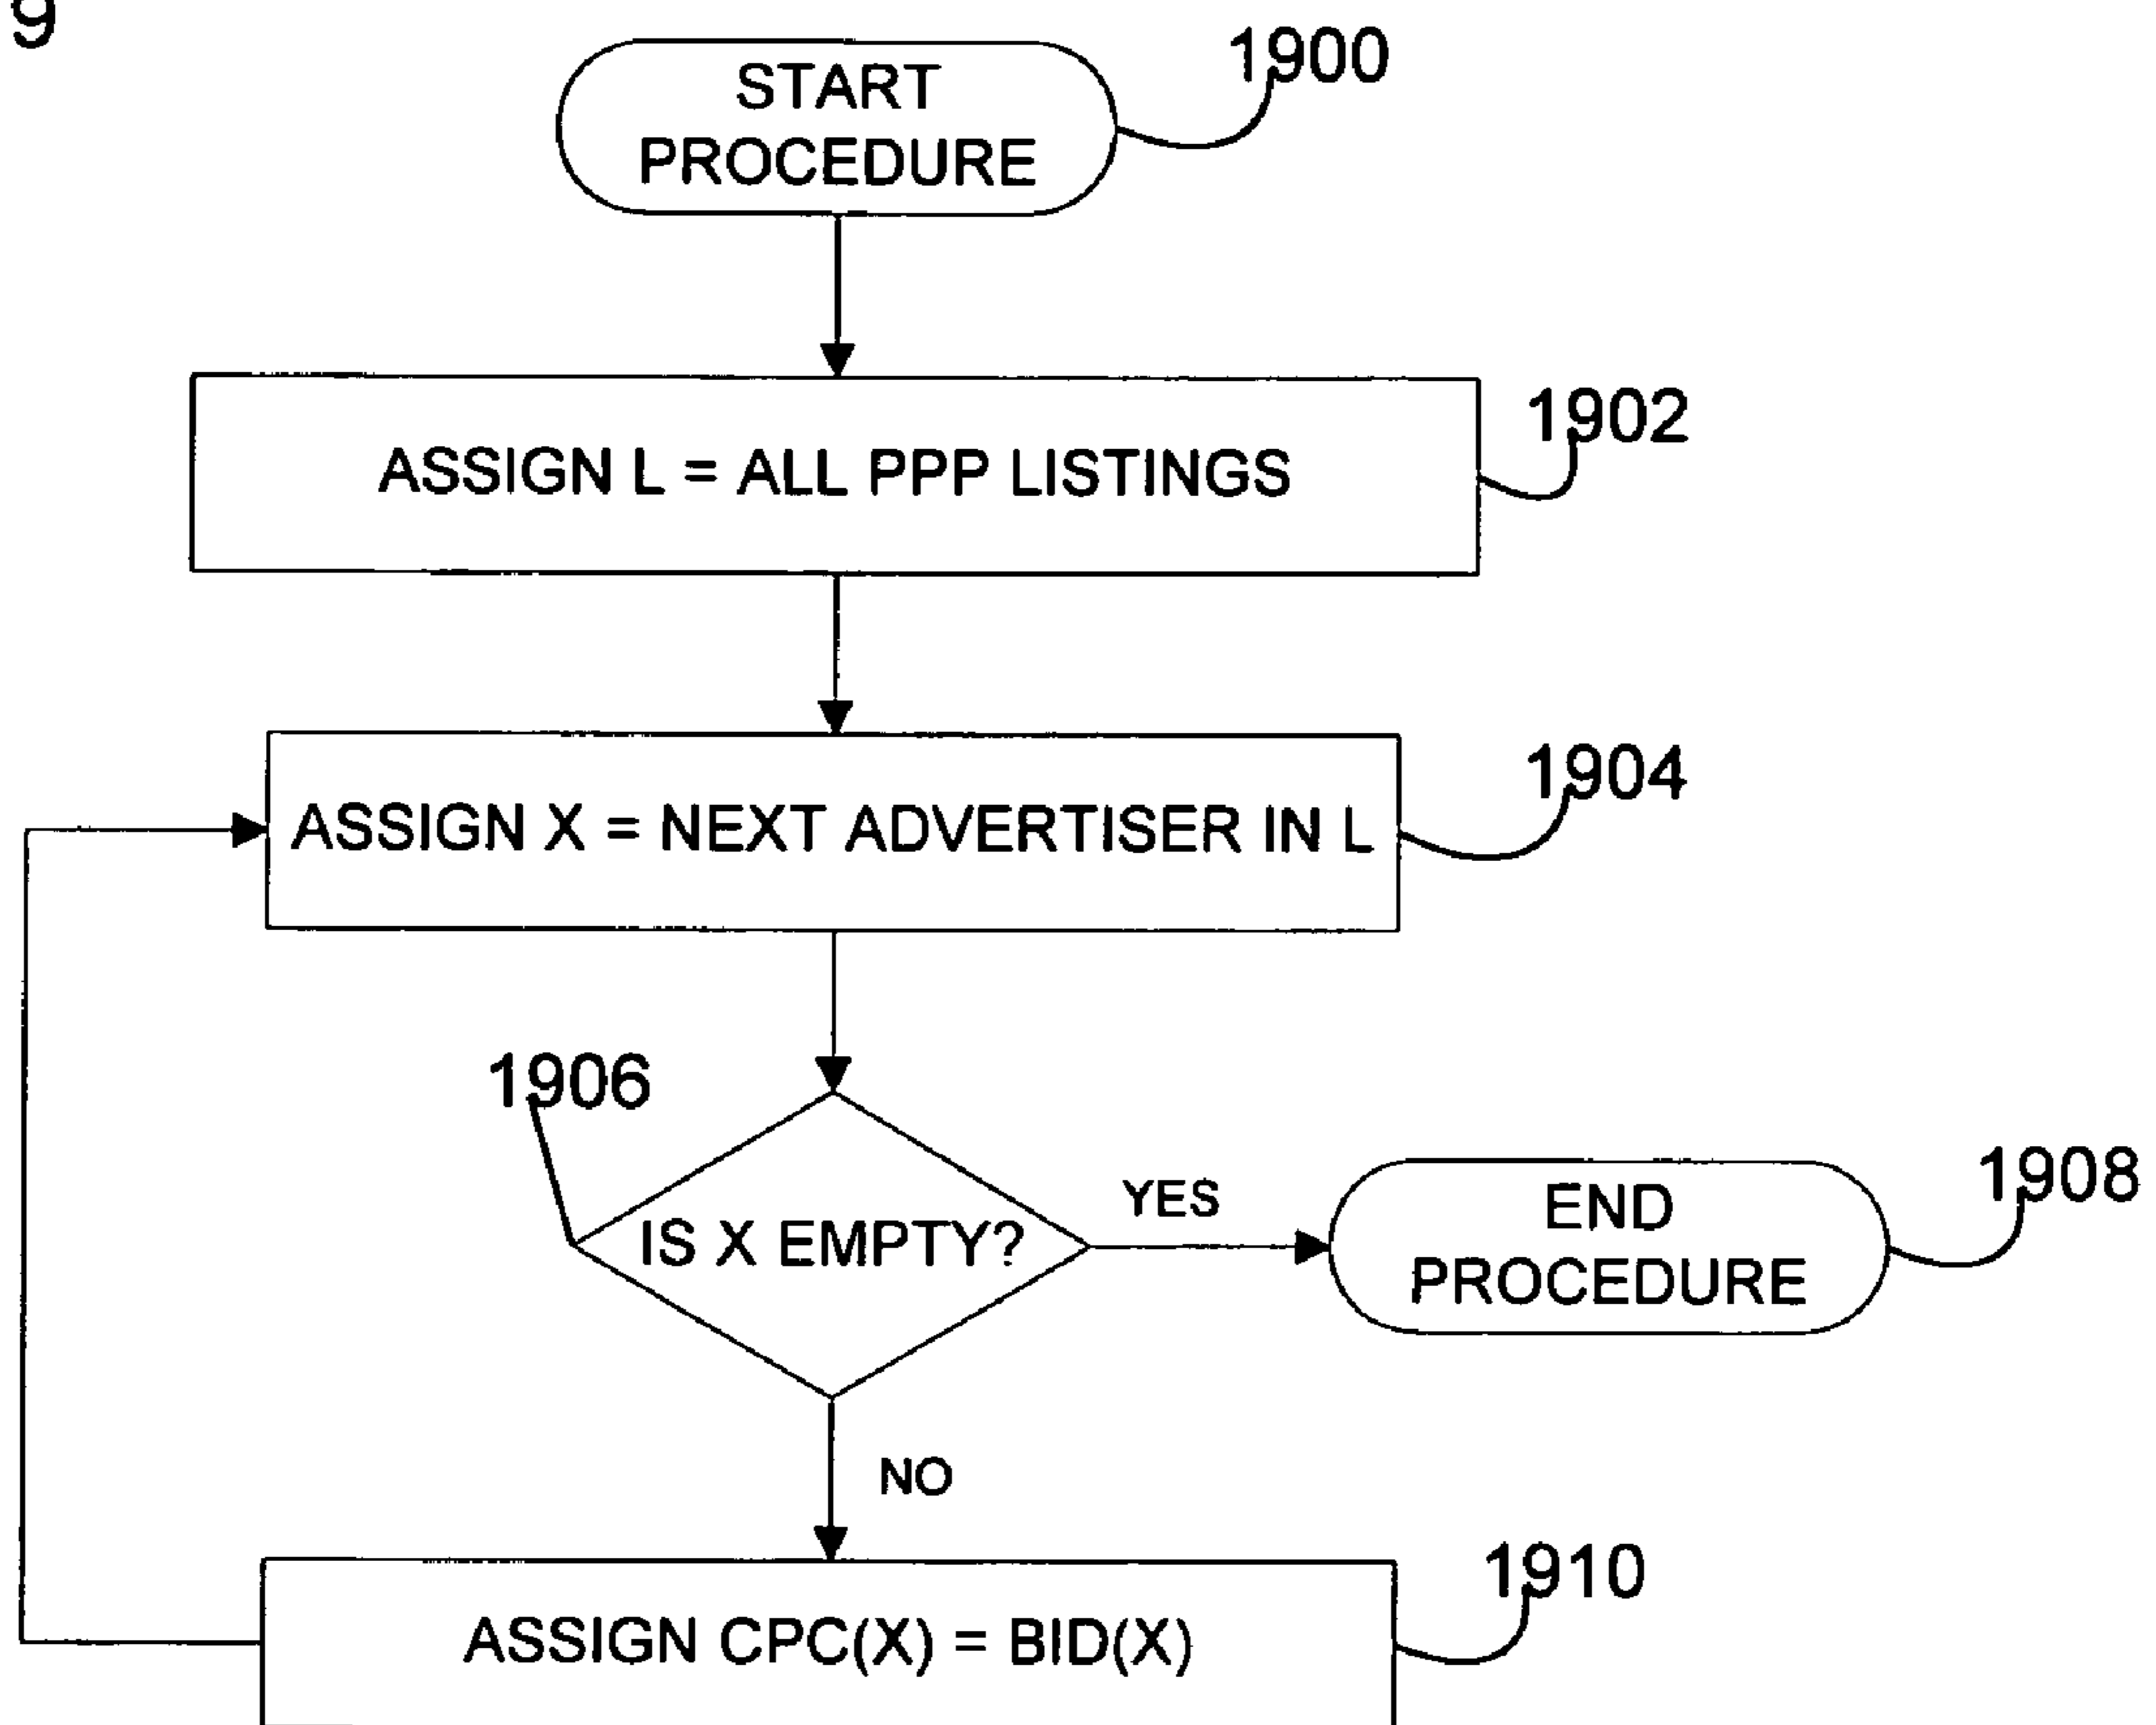 9
1900
START
PROCEDURE
1902
ASSIGN L = ALL PPP LISTINGS
1904
ASSIGN X = NEXT ADVERTISER IN L
1906
IS X EMPTY?
YES
END
PROCEDURE
1908
NO
1910
ASSIGN CPC(X) = BID(X)